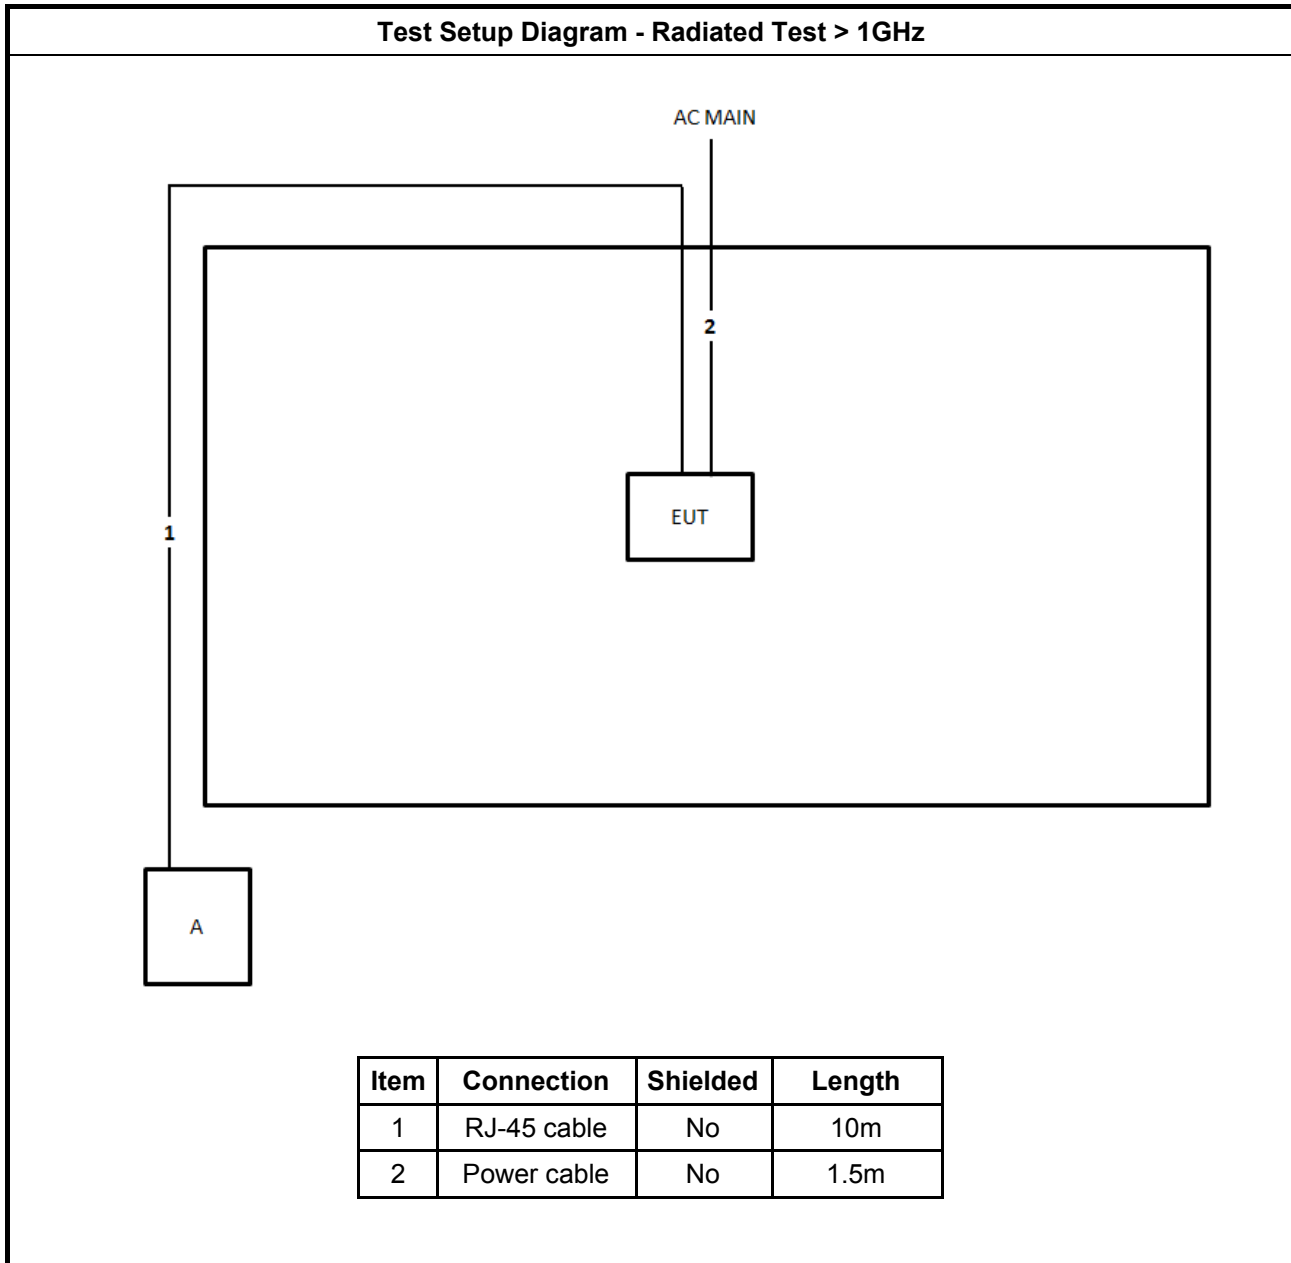 Test Setup Diagram - Radiated Test > 1GHz
AC MAIN
2
EUT
1
A
Item Connection Shielded Length
1 RJ-45 cable No 10m
2 Power cable No 1.5m